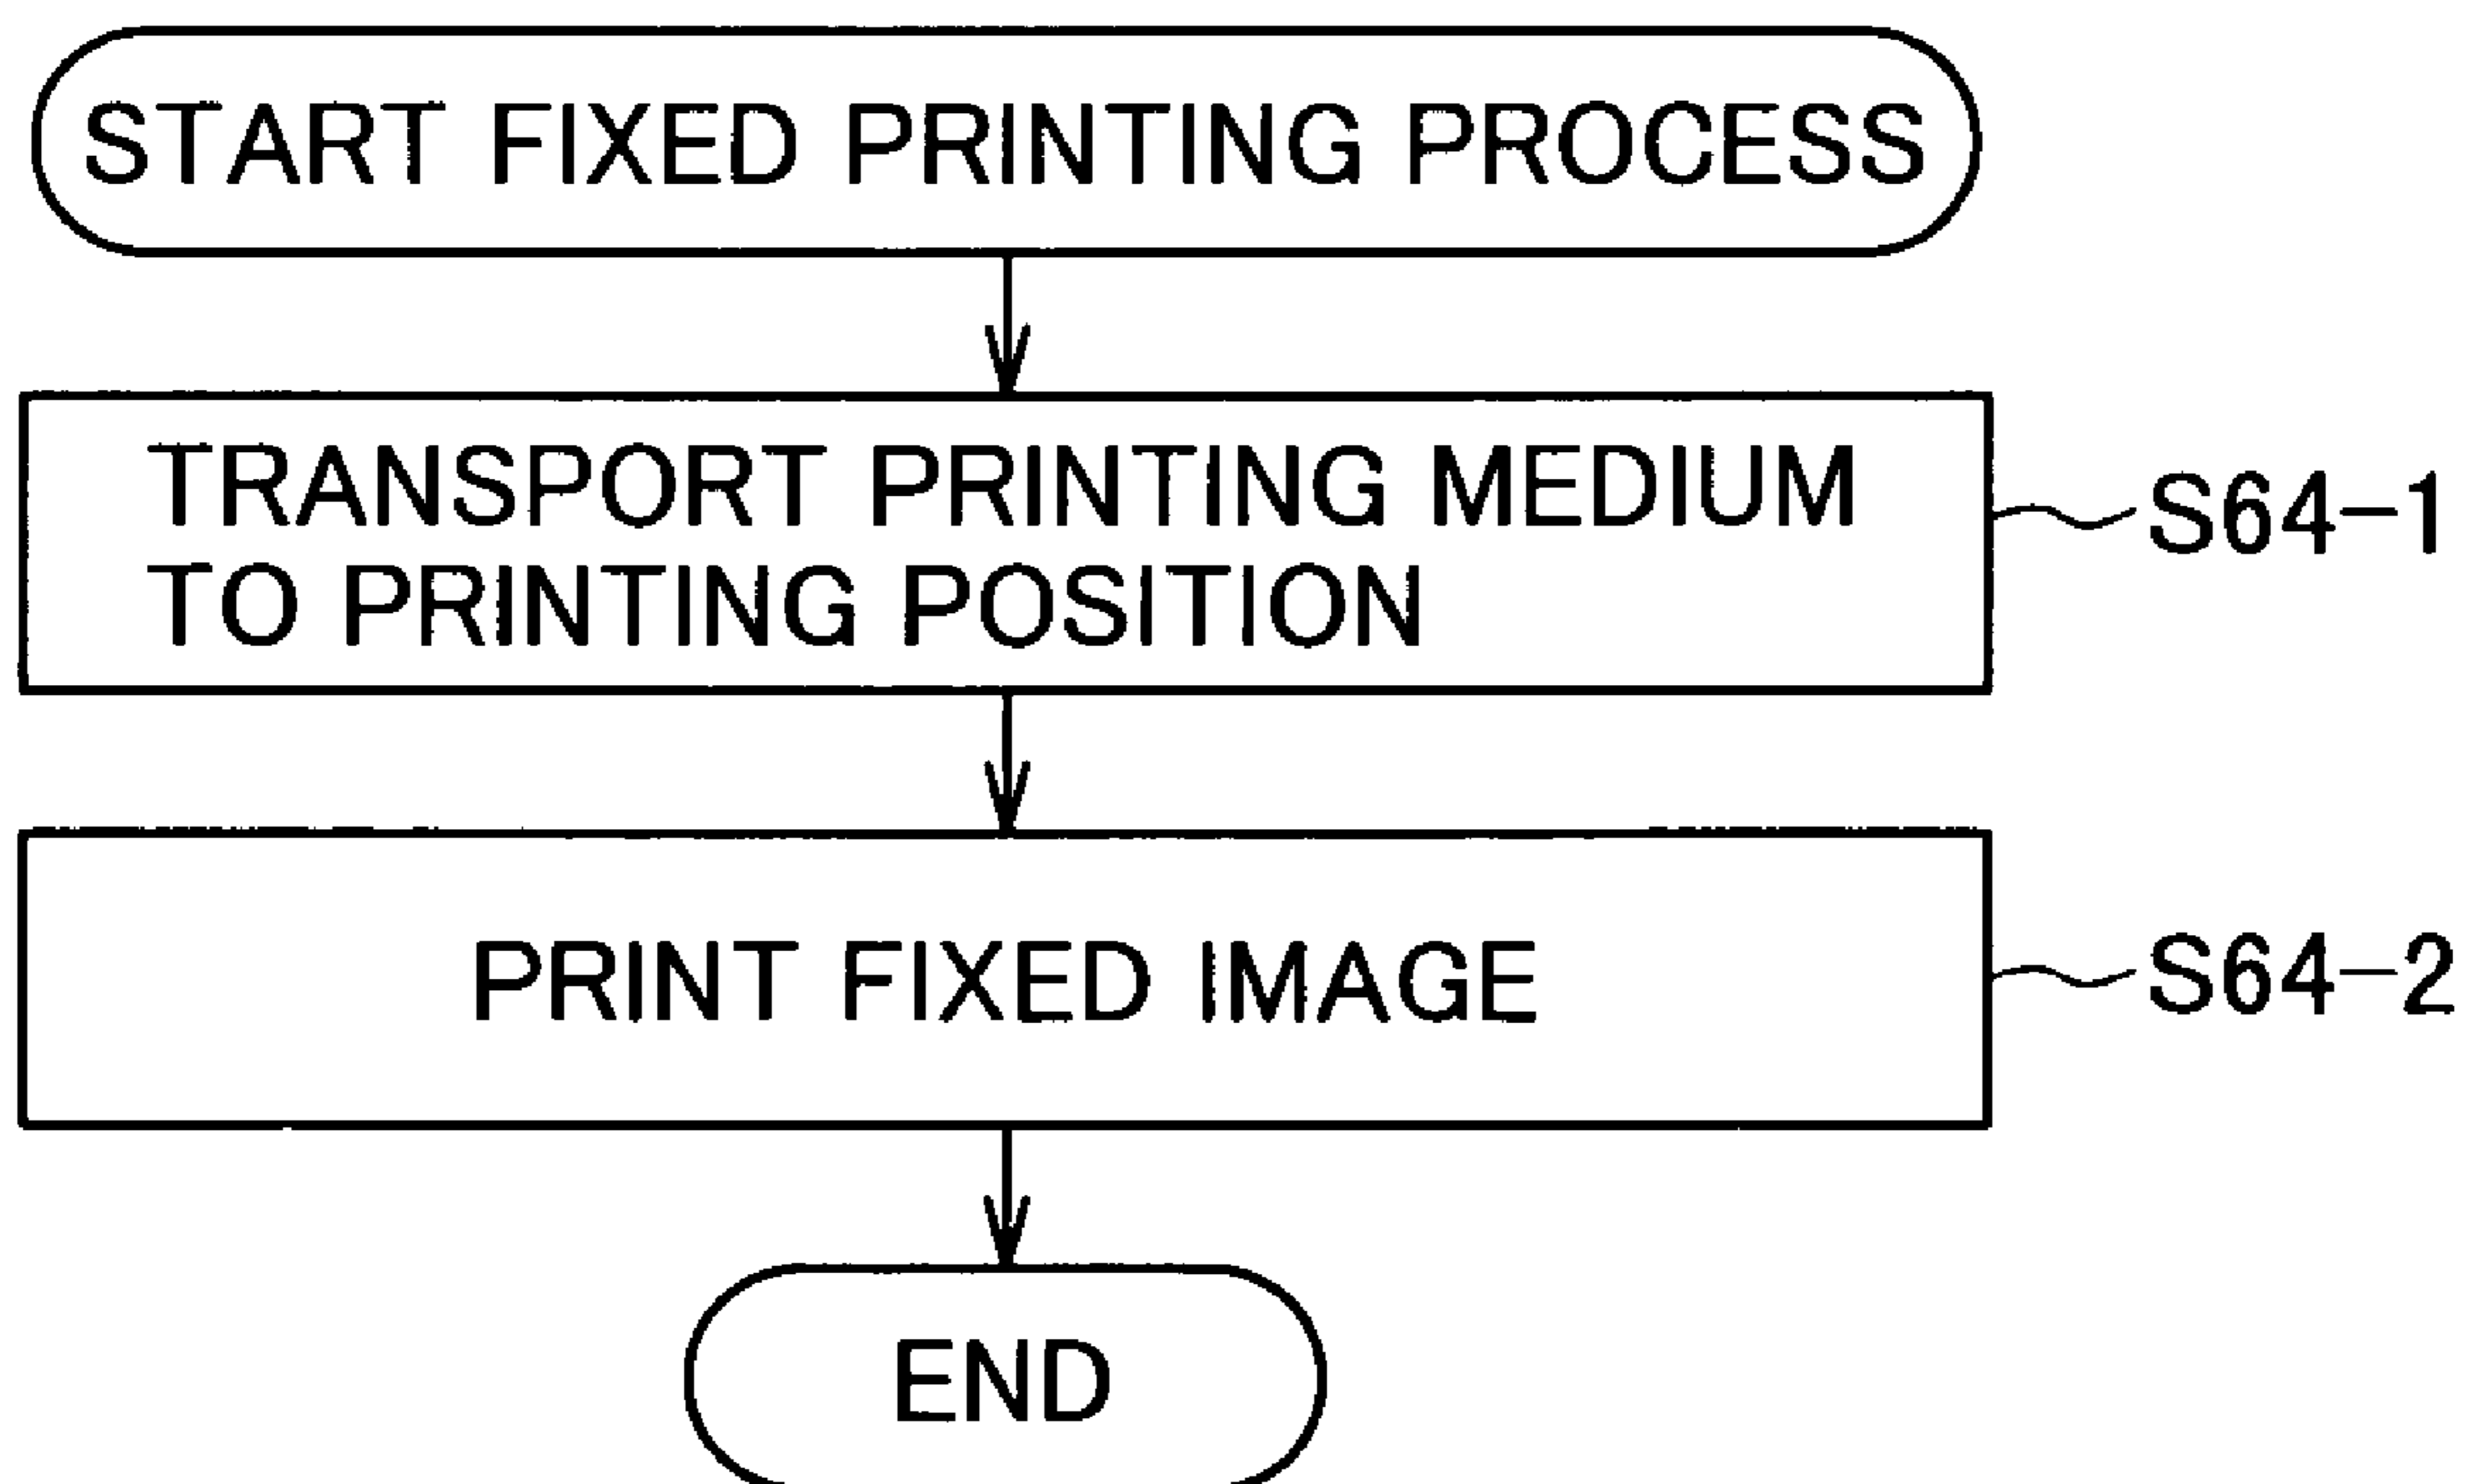 START FIXED PRINTING PROCESS
TRANSPORT PRINTING MEDIUM
TO PRINTING POSITION
S64-1
PRINT FIXED IMAGE
S64-2
END